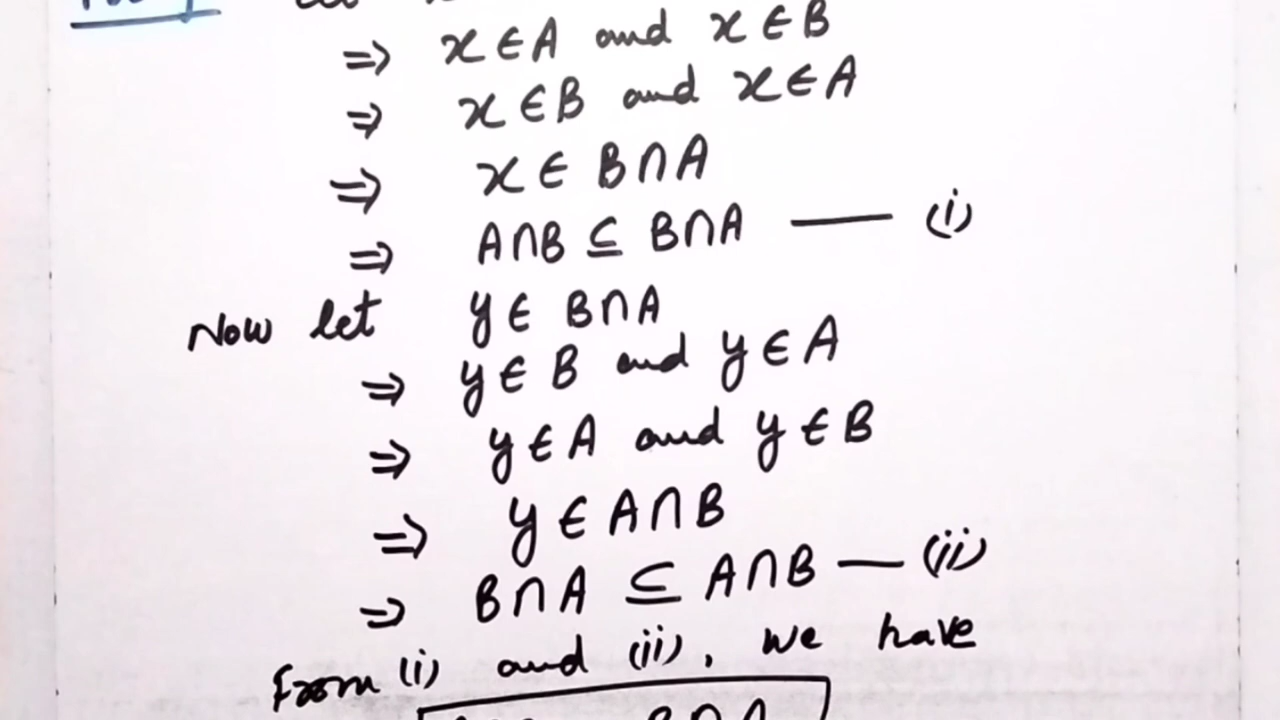 ⇒ x ∈ A and x ∈ B
⇒ x ∈ B and x ∈ A
⇒ x ∈ B∩A
⇒ A∩B ⊆ B∩A — (i)
Now let y ∈ B∩A
⇒ y ∈ B and y ∈ A
⇒ y ∈ A and y ∈ B
⇒ y ∈ A∩B
⇒ B∩A ⊆ A∩B — (ii)
From (i) and (ii), we have
B∩A